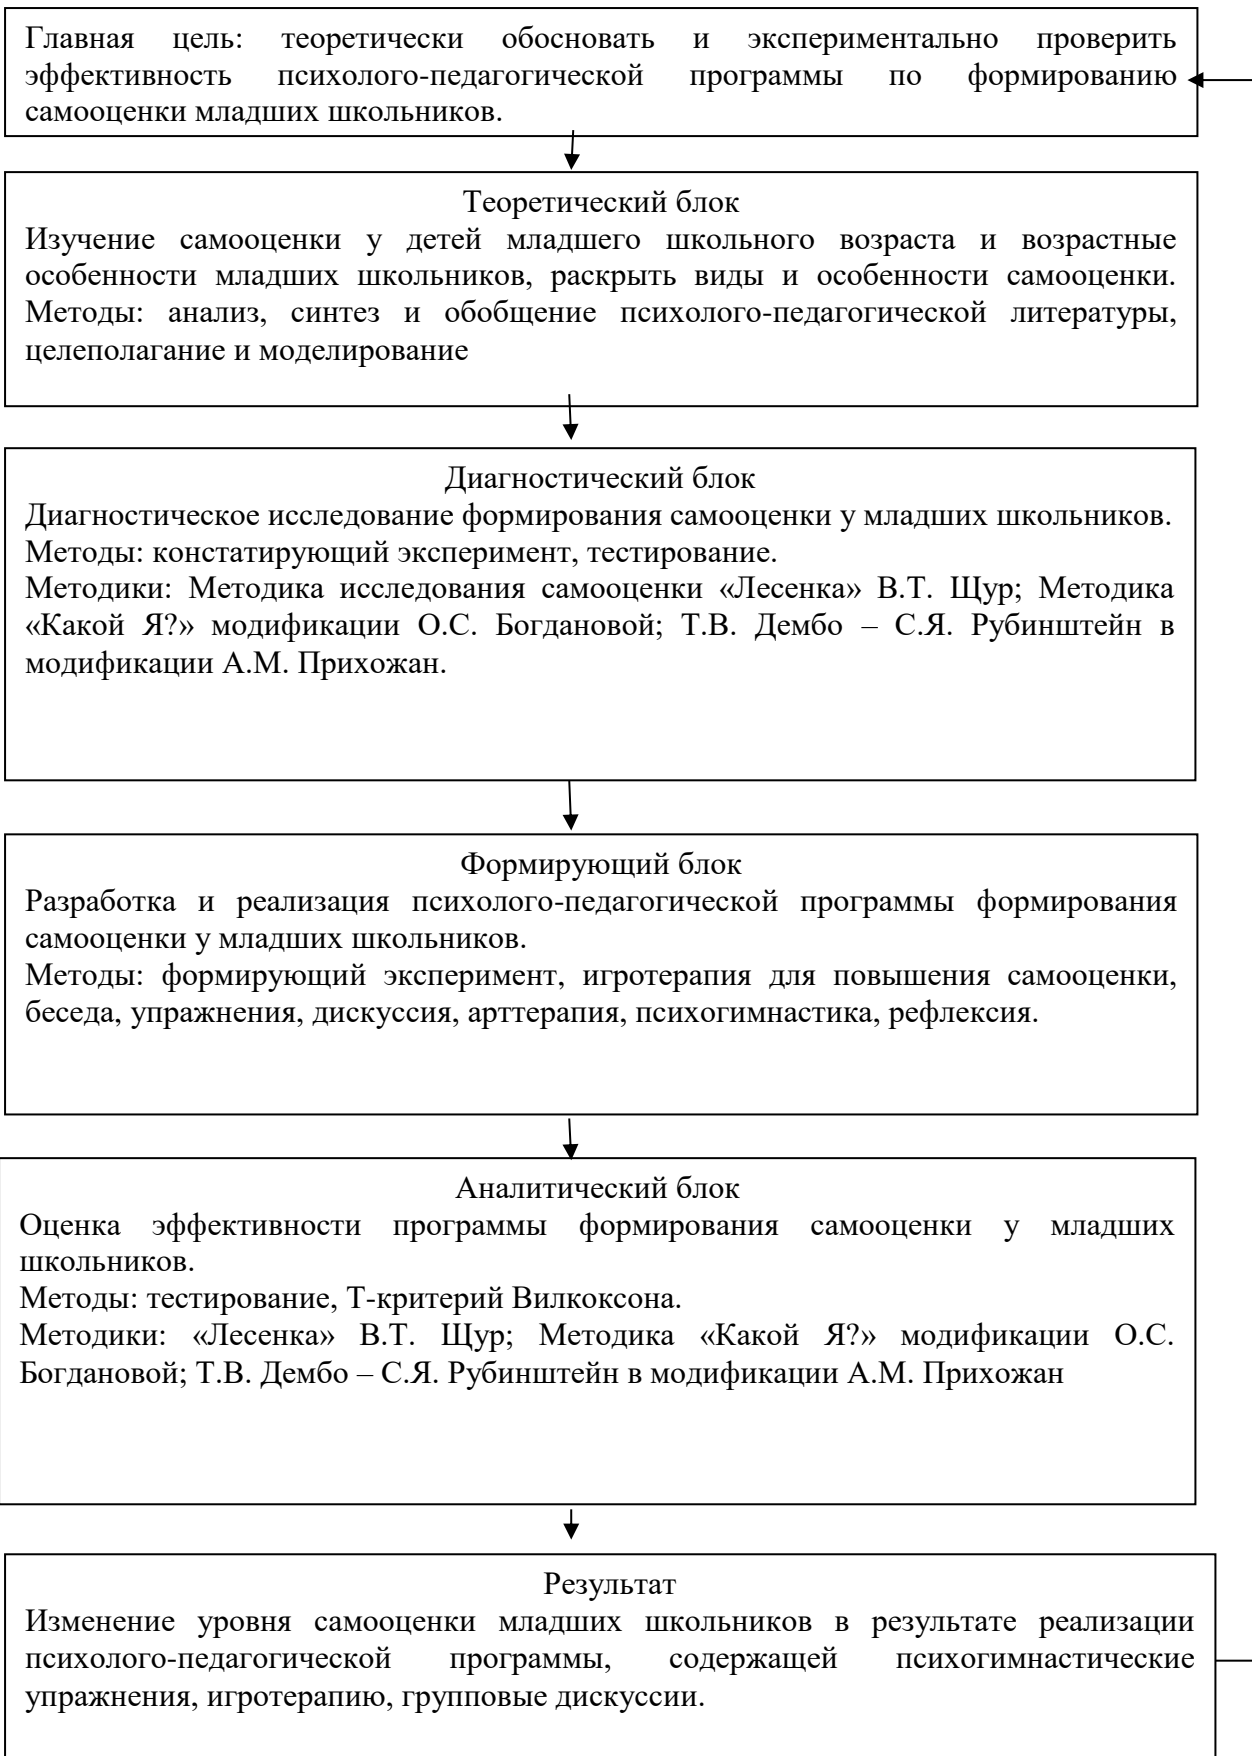 Главная цель: теоретически обосновать и экспериментально проверить
эффективность психолого-педагогической программы по формированию
самооценки младших школьников.
Теоретический блок
Изучение самооценки у детей младшего школьного возраста и возрастные
особенности младших школьников, раскрыть виды и особенности самооценки.
Методы: анализ, синтез и обобщение психолого-педагогической литературы,
целеполагание и моделирование
Диагностический блок
Диагностическое исследование формирования самооценки у младших школьников.
Методы: констатирующий эксперимент, тестирование.
Методики: Методика исследования самооценки «Лесенка» В.Т. Щур; Методика
«Какой Я?» модификации О.С. Богдановой; Т.В. Дембо – С.Я. Рубинштейн в
модификации А.М. Прихожан.
Формирующий блок
Разработка и реализация психолого-педагогической программы формирования
самооценки у младших школьников.
Методы: формирующий эксперимент, игротерапия для повышения самооценки,
беседа, упражнения, дискуссия, арттерапия, психогимнастика, рефлексия.
Аналитический блок
Оценка эффективности программы формирования самооценки у младших
школьников.
Методы: тестирование, Т-критерий Вилкоксона.
Методики: «Лесенка» В.Т. Щур; Методика «Какой Я?» модификации О.С.
Богдановой; Т.В. Дембо – С.Я. Рубинштейн в модификации А.М. Прихожан
Результат
Изменение уровня самооценки младших школьников в результате реализации
психолого-педагогической программы, содержащей психогимнастические
упражнения, игротерапию, групповые дискуссии.